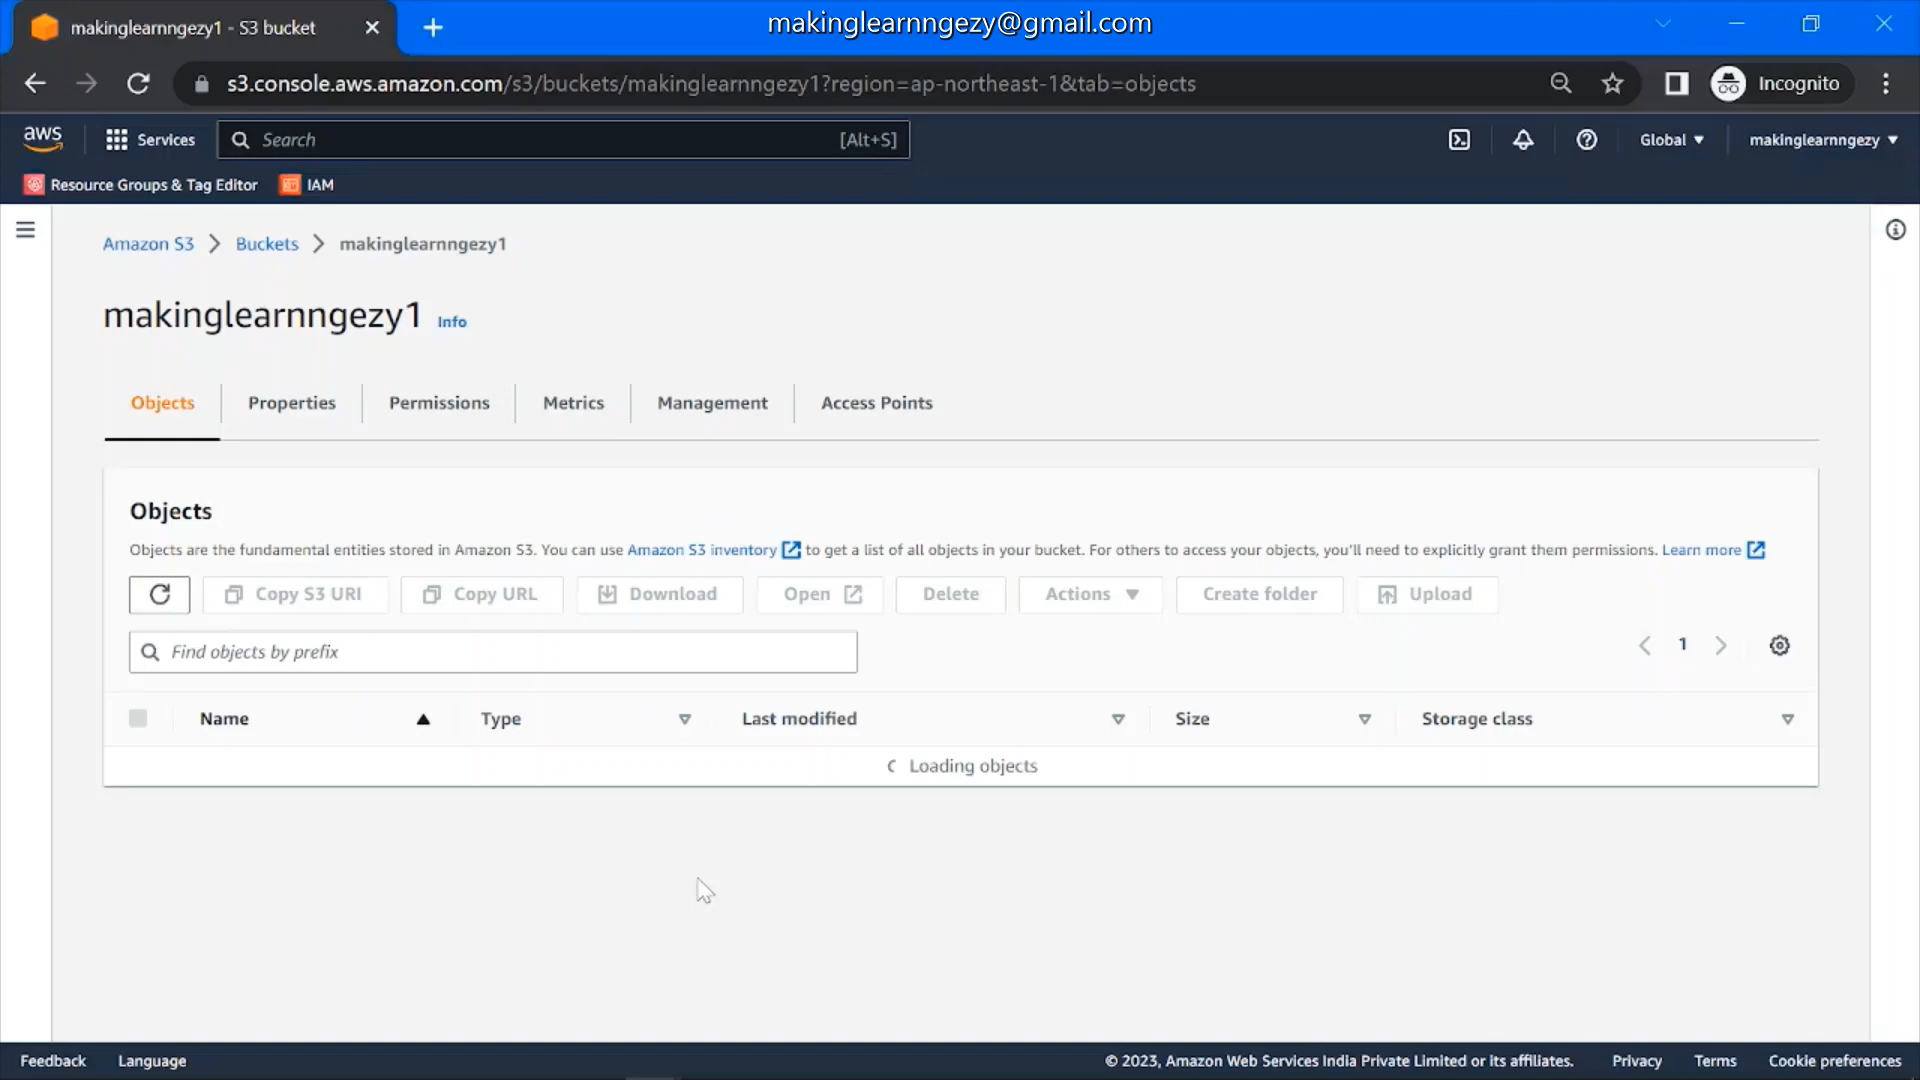 makinglearnngezy1 - S3 bucket
makinglearnngezy@gmail.com
s3.console.aws.amazon.com/s3/buckets/makinglearnngezy1?region=ap-northeast-1&tab=objects
Incognito
aws
Services
Search
[Alt+S]
Global
makinglearnngezy
Resource Groups & Tag Editor
IAM
Amazon S3
Buckets
makinglearnngezy1
makinglearnngezy1
Info
Objects
Properties
Permissions
Metrics
Management
Access Points
Objects
Objects are the fundamental entities stored in Amazon S3. You can use Amazon S3 inventory to get a list of all objects in your bucket. For others to access your objects, you'll need to explicitly grant them permissions. Learn more
Copy S3 URI
Copy URL
Download
Open
Delete
Actions
Create folder
Upload
Find objects by prefix
1
Name
Type
Last modified
Size
Storage class
Loading objects
Feedback
Language
© 2023, Amazon Web Services India Private Limited or its affiliates.
Privacy
Terms
Cookie preferences